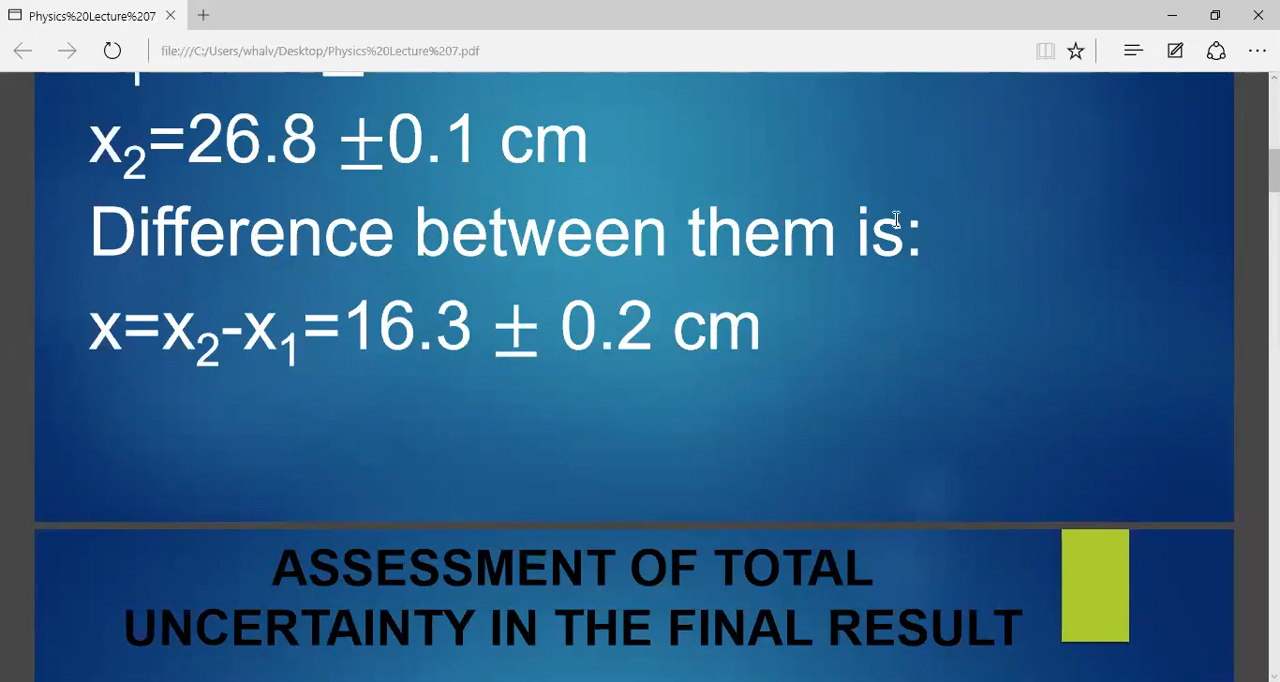 Physics%20Lecture%207
file:///C:/Users/whalv/Desktop/Physics%20Lecture%207.pdf
x₂=26.8 ±0.1 cm
Difference between them is:
x=x₂-x₁=16.3 ± 0.2 cm
ASSESSMENT OF TOTAL
UNCERTAINTY IN THE FINAL RESULT